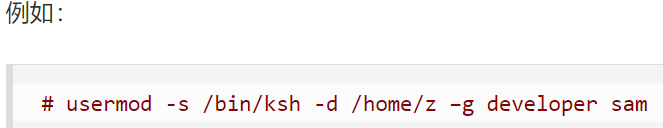 例如：
# usermod -s /bin/ksh -d /home/z –g developer sam